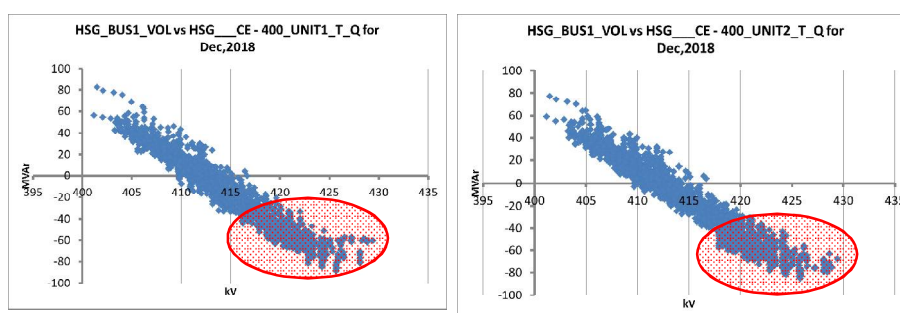 HSG_BUS1_VOL vs HSG___CE - 400_UNIT1_T_Q for
Dec,2018
100
80
60
40
20
0
-20
-40
-60
-80
-100
MVAr
395 400 405 410 415 420 425 430 435
kV
HSG_BUS1_VOL vs HSG___CE - 400_UNIT2_T_Q for
Dec,2018
100
80
60
40
20
0
-20
-40
-60
-80
-100
MVAr
395 400 405 410 415 420 425 430 435
kV